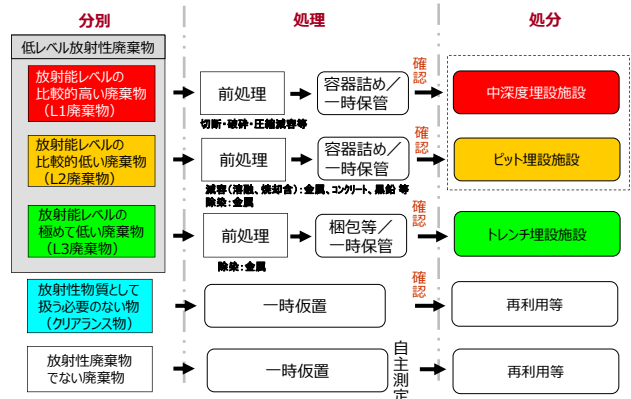 分別
処理
処分
低レベル放射性廃棄物
放射能レベルの
比較的高い廃棄物
（L1廃棄物）
前処理
切断・破砕・圧縮減容等
容器詰め／
一時保管
確認
中深度埋設施設
放射能レベルの
比較的低い廃棄物
（L2廃棄物）
前処理
減容（溶融、焼却含）：金属、コンクリート、黒鉛 等
除染：金属
容器詰め／
一時保管
確認
ピット埋設施設
放射能レベルの
極めて低い廃棄物
（L3廃棄物）
前処理
除染：金属
梱包等／
一時保管
確認
トレンチ埋設施設
放射性物質として
扱う必要のない物
（クリアランス物）
一時仮置
確認
再利用等
放射性廃棄物
でない廃棄物
一時仮置
自主測定
再利用等